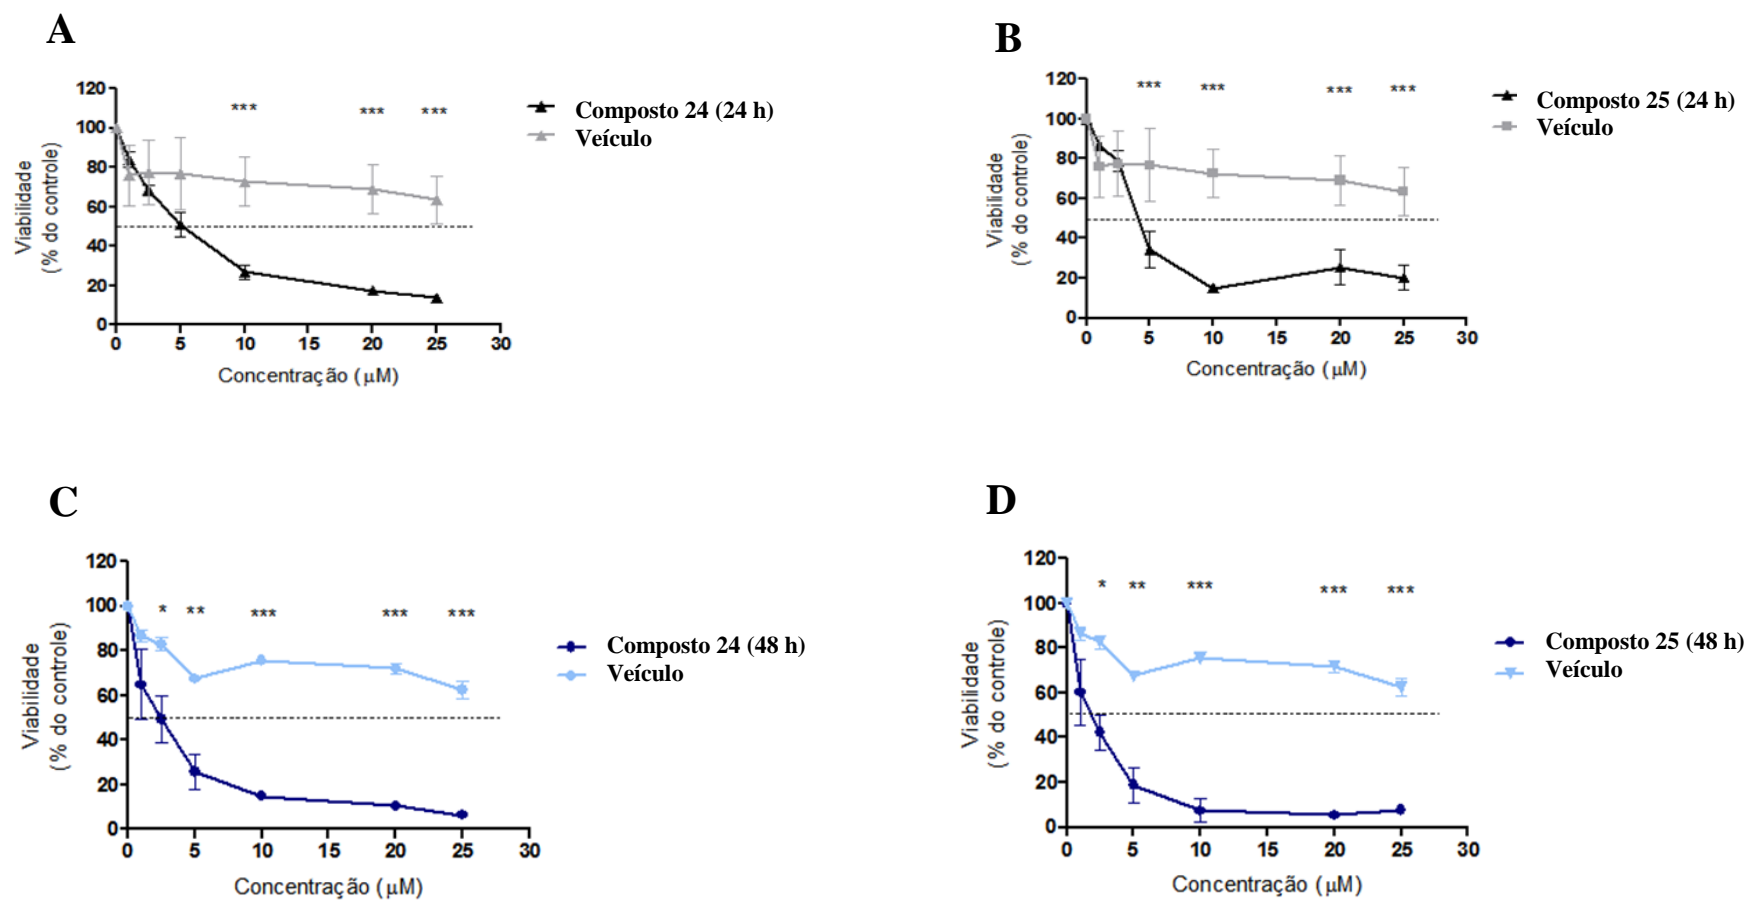 A
120
100
80
60
40
20
0
0 5 10 15 20 25 30
Viabilidade
(% do controle)
Concentração (µM)
*** *** ***
Composto 24 (24 h)
Veículo
B
120
100
80
60
40
20
0
0 5 10 15 20 25 30
Viabilidade
(% do controle)
Concentração (µM)
*** *** *** ***
Composto 25 (24 h)
Veículo
C
120
100
80
60
40
20
0
0 5 10 15 20 25 30
Viabilidade
(% do controle)
Concentração (µM)
* ** *** *** ***
Composto 24 (48 h)
Veículo
D
120
100
80
60
40
20
0
0 5 10 15 20 25 30
Viabilidade
(% do controle)
Concentração (µM)
* ** *** *** ***
Composto 25 (48 h)
Veículo